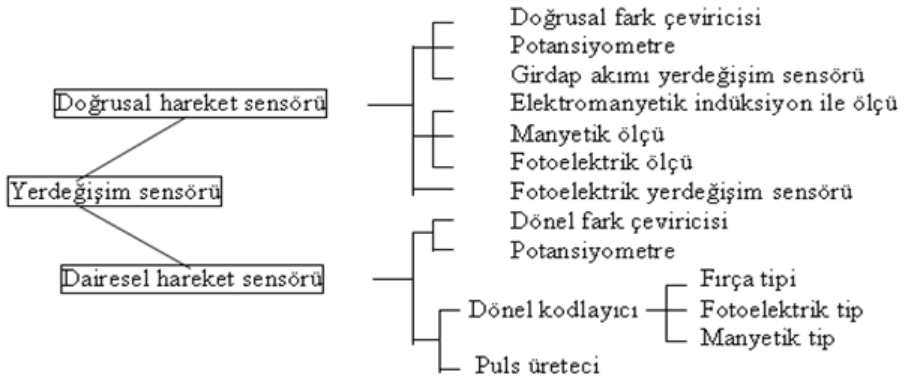 Doğrusal fark çeviricisi
Potansiyometre
Girdap akımı yerdeğişim sensörü
Doğrusal hareket sensörü
Elektromanyetik indüksiyon ile ölçü
Manyetik ölçü
Fotoelektrik ölçü
Yerdeğişim sensörü
Fotoelektrik yerdeğişim sensörü
Dönel fark çeviricisi
Potansiyometre
Dairesel hareket sensörü
Fırça tipi
Dönel kodlayıcı
Fotoelektrik tip
Manyetik tip
Puls üreteci